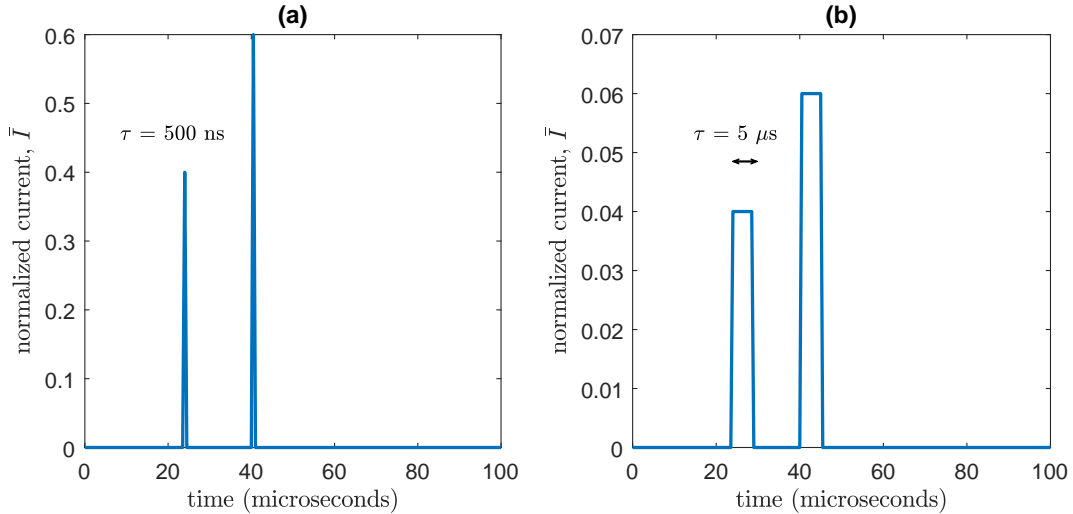 (a)
0.6
0.5
0.4
0.3
0.2
0.1
0
normalized current, Ī
τ = 500 ns
0 20 40 60 80 100
time (microseconds)
(b)
0.07
0.06
0.05
0.04
0.03
0.02
0.01
0
normalized current, Ī
τ = 5 μs
0 20 40 60 80 100
time (microseconds)